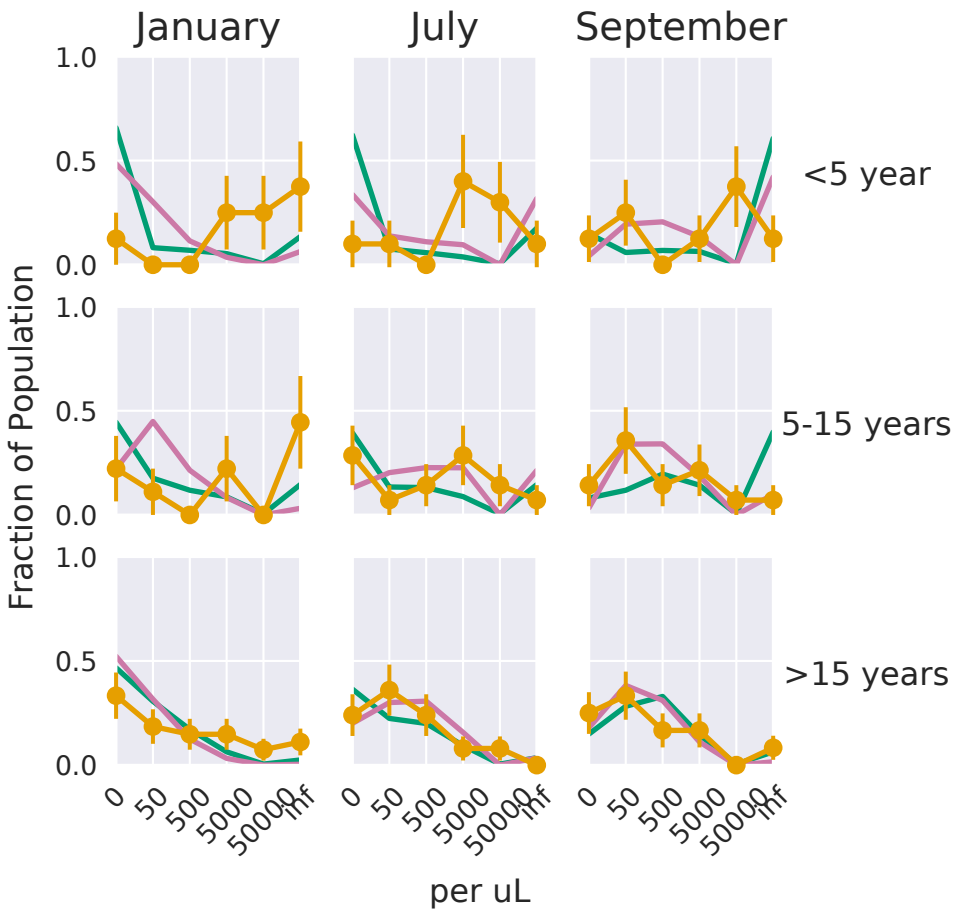 January July September
1.0
0.5
0.0
<5 year
1.0
0.5
0.0
5-15 years
1.0
0.5
0.0
>15 years
Fraction of Population
0 50 500 5000 50000 inf 0 50 500 5000 50000 inf 0 50 500 5000 50000 inf
per uL